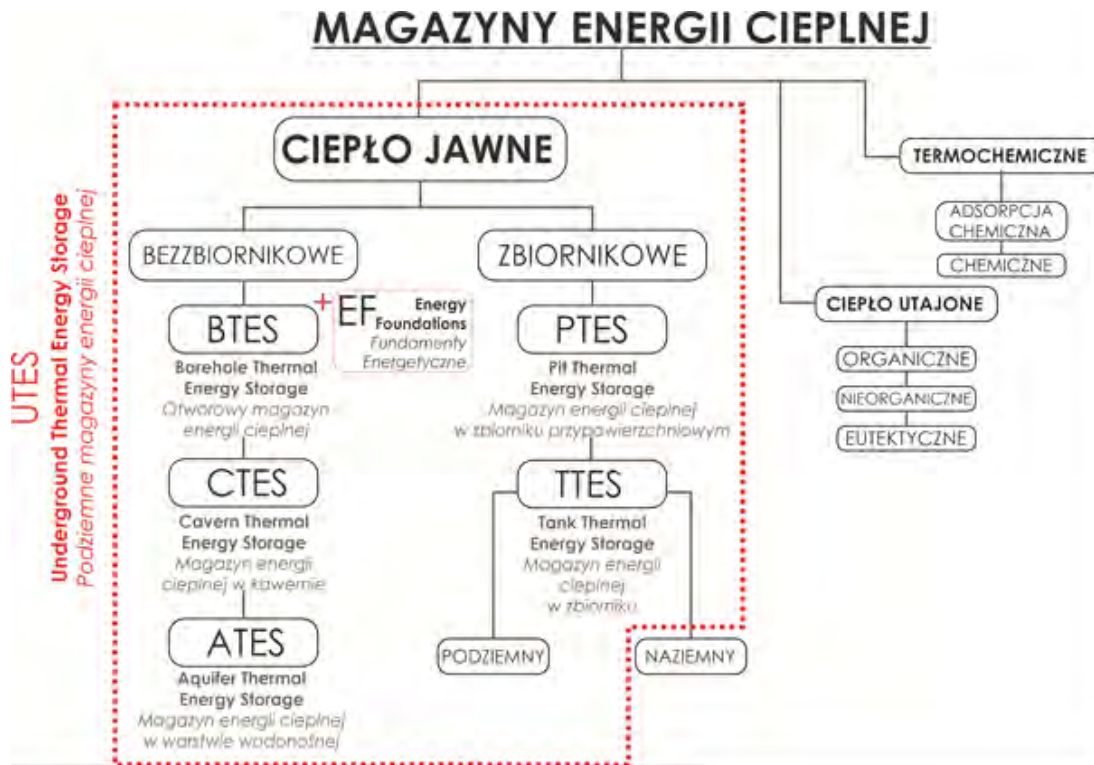 MAGAZYNY ENERGII CIEPLNEJ
CIEPŁO JAWNE
TERMOCHEMICZNE
ADSORPCJA
CHEMICZNA
CHEMICZNE
CIEPŁO UTAJONE
ORGANICZNE
NIEORGANICZNE
EUTEKTYCZNE
UTES
Underground Thermal Energy Storage
Podziemne magazyny energii cieplnej
BEZZBIORNIKOWE
BTES
Borehole Thermal
Energy Storage
Otworowy magazyn
energii cieplnej
+
EF
Energy
Foundations
Fundamenty
Energetyczne
CTES
Cavern Thermal
Energy Storage
Magazyn energii
cieplnej w kawernie
ATES
Aquifer Thermal
Energy Storage
Magazyn energii cieplnej
w warstwie wodonośnej
ZBIORNIKOWE
PTES
Pit Thermal
Energy Storage
Magazyn energii cieplnej
w zbiorniku przypowierzchniowym
TTES
Tank Thermal
Energy Storage
Magazyn energii
cieplnej
w zbiorniku
PODZIEMNY
NAZIEMNY